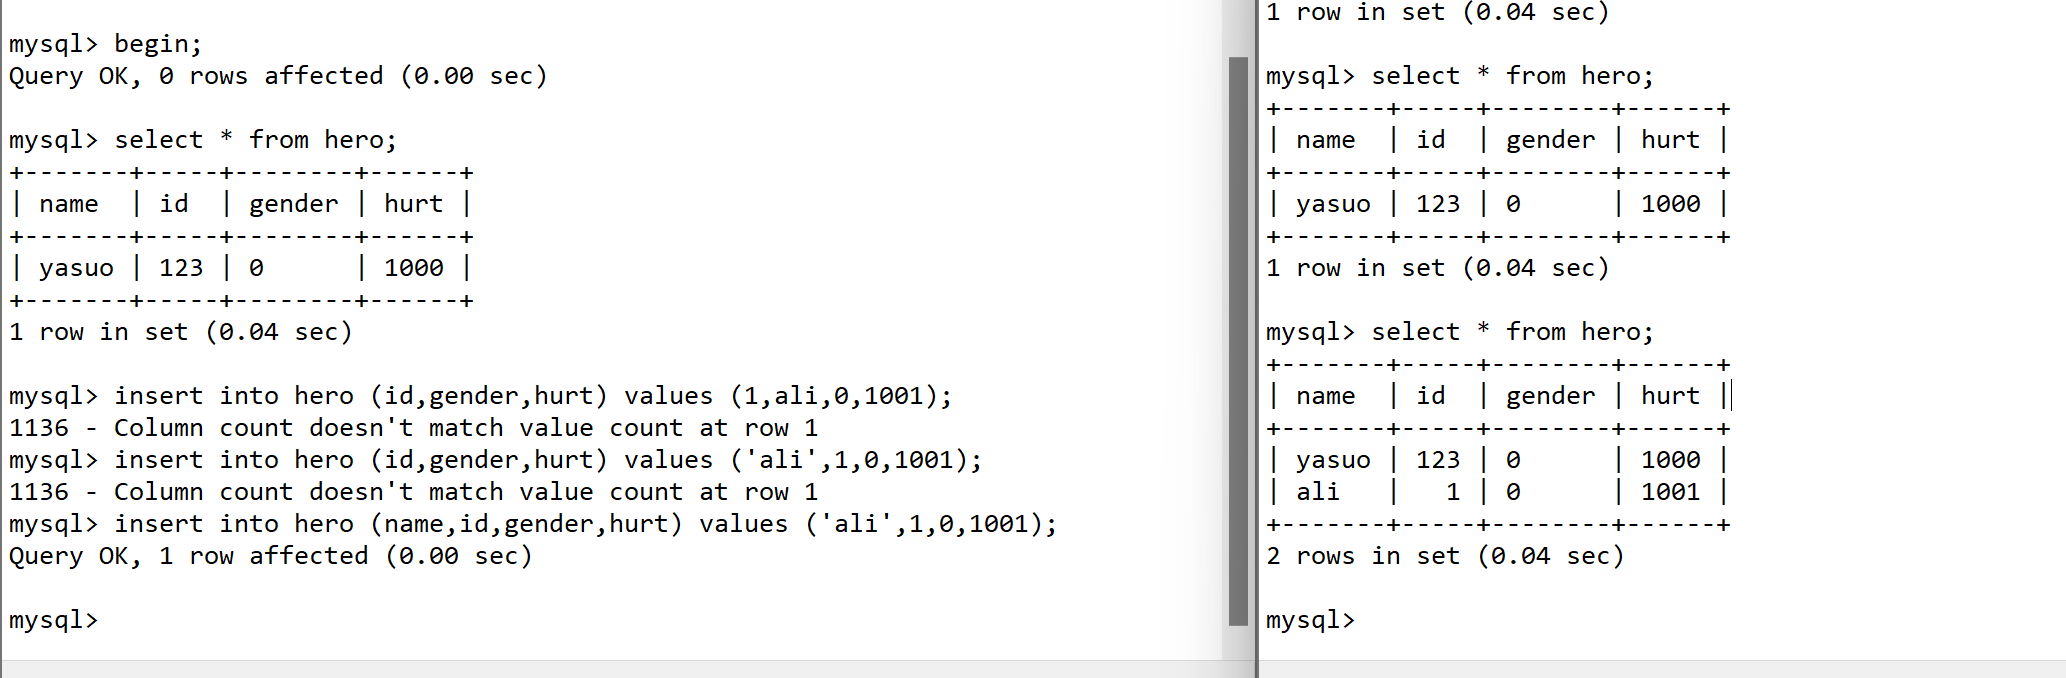 mysql> begin;
Query OK, 0 rows affected (0.00 sec)

mysql> select * from hero;
+-------+-----+--------+------+
| name  | id  | gender | hurt |
+-------+-----+--------+------+
| yasuo | 123 | 0      | 1000 |
+-------+-----+--------+------+
1 row in set (0.04 sec)

mysql> insert into hero (id,gender,hurt) values (1,ali,0,1001);
1136 - Column count doesn't match value count at row 1
mysql> insert into hero (id,gender,hurt) values ('ali',1,0,1001);
1136 - Column count doesn't match value count at row 1
mysql> insert into hero (name,id,gender,hurt) values ('ali',1,0,1001);
Query OK, 1 row affected (0.00 sec)

mysql>
1 row in set (0.04 sec)

mysql> select * from hero;
+-------+-----+--------+------+
| name  | id  | gender | hurt |
+-------+-----+--------+------+
| yasuo | 123 | 0      | 1000 |
+-------+-----+--------+------+
1 row in set (0.04 sec)

mysql> select * from hero;
+-------+-----+--------+------+
| name  | id  | gender | hurt |
+-------+-----+--------+------+
| yasuo | 123 | 0      | 1000 |
| ali   |   1 | 0      | 1001 |
+-------+-----+--------+------+
2 rows in set (0.04 sec)

mysql>